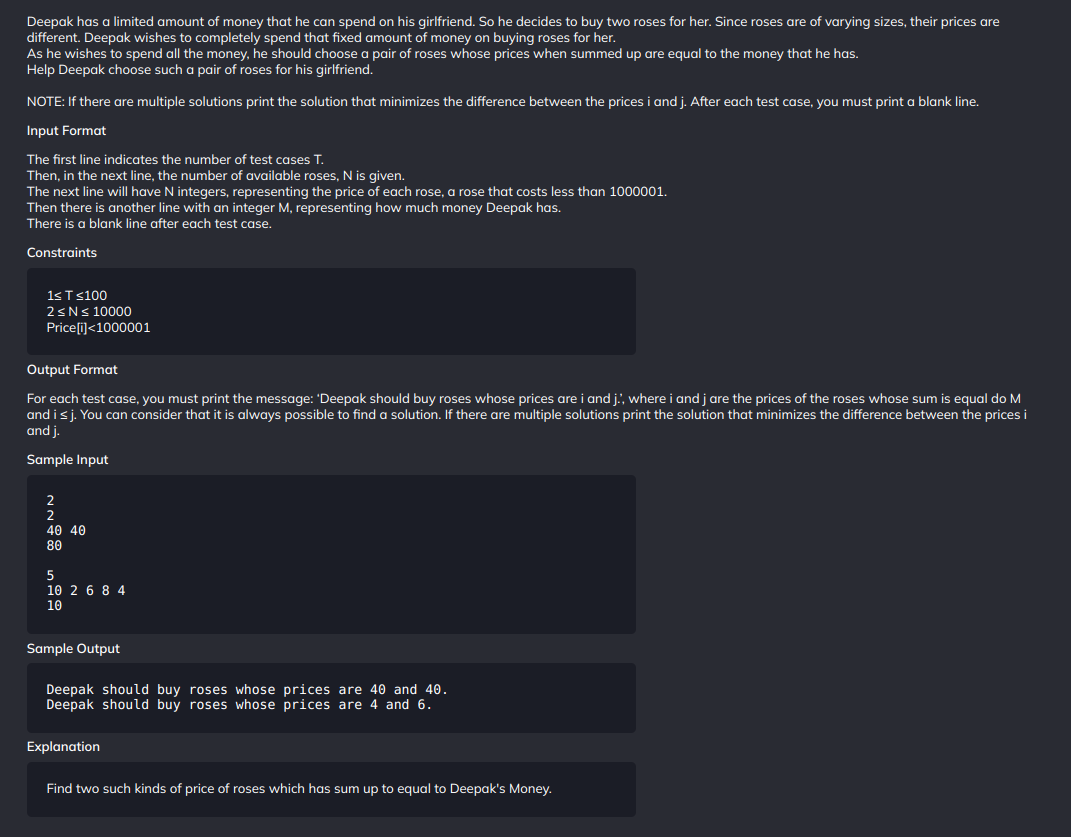 Deepak has a limited amount of money that he can spend on his girlfriend. So he decides to buy two roses for her. Since roses are of varying sizes, their prices are
different. Deepak wishes to completely spend that fixed amount of money on buying roses for her.
As he wishes to spend all the money, he should choose a pair of roses whose prices when summed up are equal to the money that he has.
Help Deepak choose such a pair of roses for his girlfriend.
NOTE: If there are multiple solutions print the solution that minimizes the difference between the prices i and j. After each test case, you must print a blank line.
Input Format
The first line indicates the number of test cases T.
Then, in the next line, the number of available roses, N is given.
The next line will have N integers, representing the price of each rose, a rose that costs less than 1000001.
Then there is another line with an integer M, representing how much money Deepak has.
There is a blank line after each test case.
Constraints
1≤ T ≤100
2 ≤ N ≤ 10000
Price[i]<1000001
Output Format
For each test case, you must print the message: ‘Deepak should buy roses whose prices are i and j.’, where i and j are the prices of the roses whose sum is equal do M
and i ≤ j. You can consider that it is always possible to find a solution. If there are multiple solutions print the solution that minimizes the difference between the prices i
and j.
Sample Input
2
2
40 40
80
5
10 2 6 8 4
10
Sample Output
Deepak should buy roses whose prices are 40 and 40.
Deepak should buy roses whose prices are 4 and 6.
Explanation
Find two such kinds of price of roses which has sum up to equal to Deepak's Money.